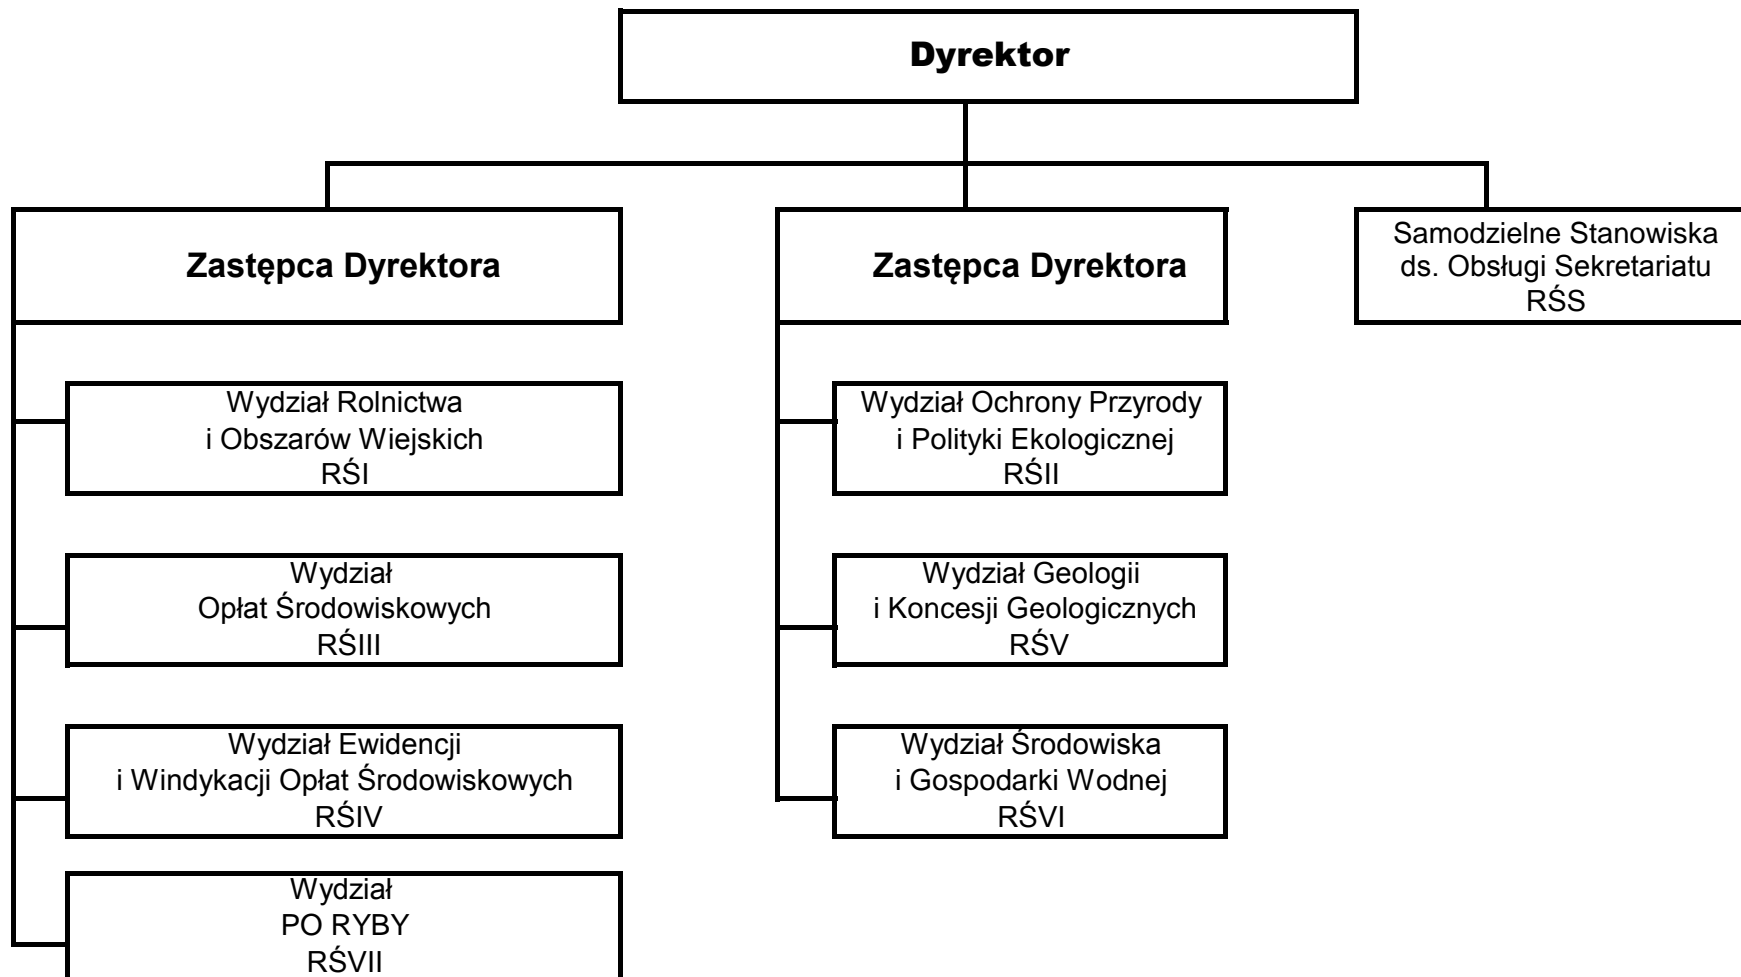 Dyrektor
Zastępca Dyrektora
Zastępca Dyrektora
Samodzielne Stanowiska
ds. Obsługi Sekretariatu
RŚS
Wydział Rolnictwa
i Obszarów Wiejskich
RŚI
Wydział
Opłat Środowiskowych
RŚIII
Wydział Ewidencji
i Windykacji Opłat Środowiskowych
RŚIV
Wydział
PO RYBY
RŚVII
Wydział Ochrony Przyrody
i Polityki Ekologicznej
RŚII
Wydział Geologii
i Koncesji Geologicznych
RŚV
Wydział Środowiska
i Gospodarki Wodnej
RŚVI